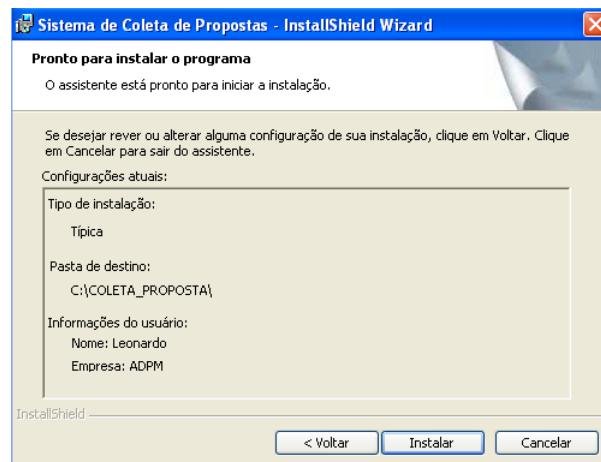 Sistema de Coleta de Propostas - InstallShield Wizard
Pronto para instalar o programa
O assistente está pronto para iniciar a instalação.
Se desejar rever ou alterar alguma configuração de sua instalação, clique em Voltar. Clique
em Cancelar para sair do assistente.
Configurações atuais:
Tipo de instalação:
Típica
Pasta de destino:
C:\COLETA_PROPOSTA\
Informações do usuário:
Nome: Leonardo
Empresa: ADPM
InstallShield
< Voltar
Instalar
Cancelar